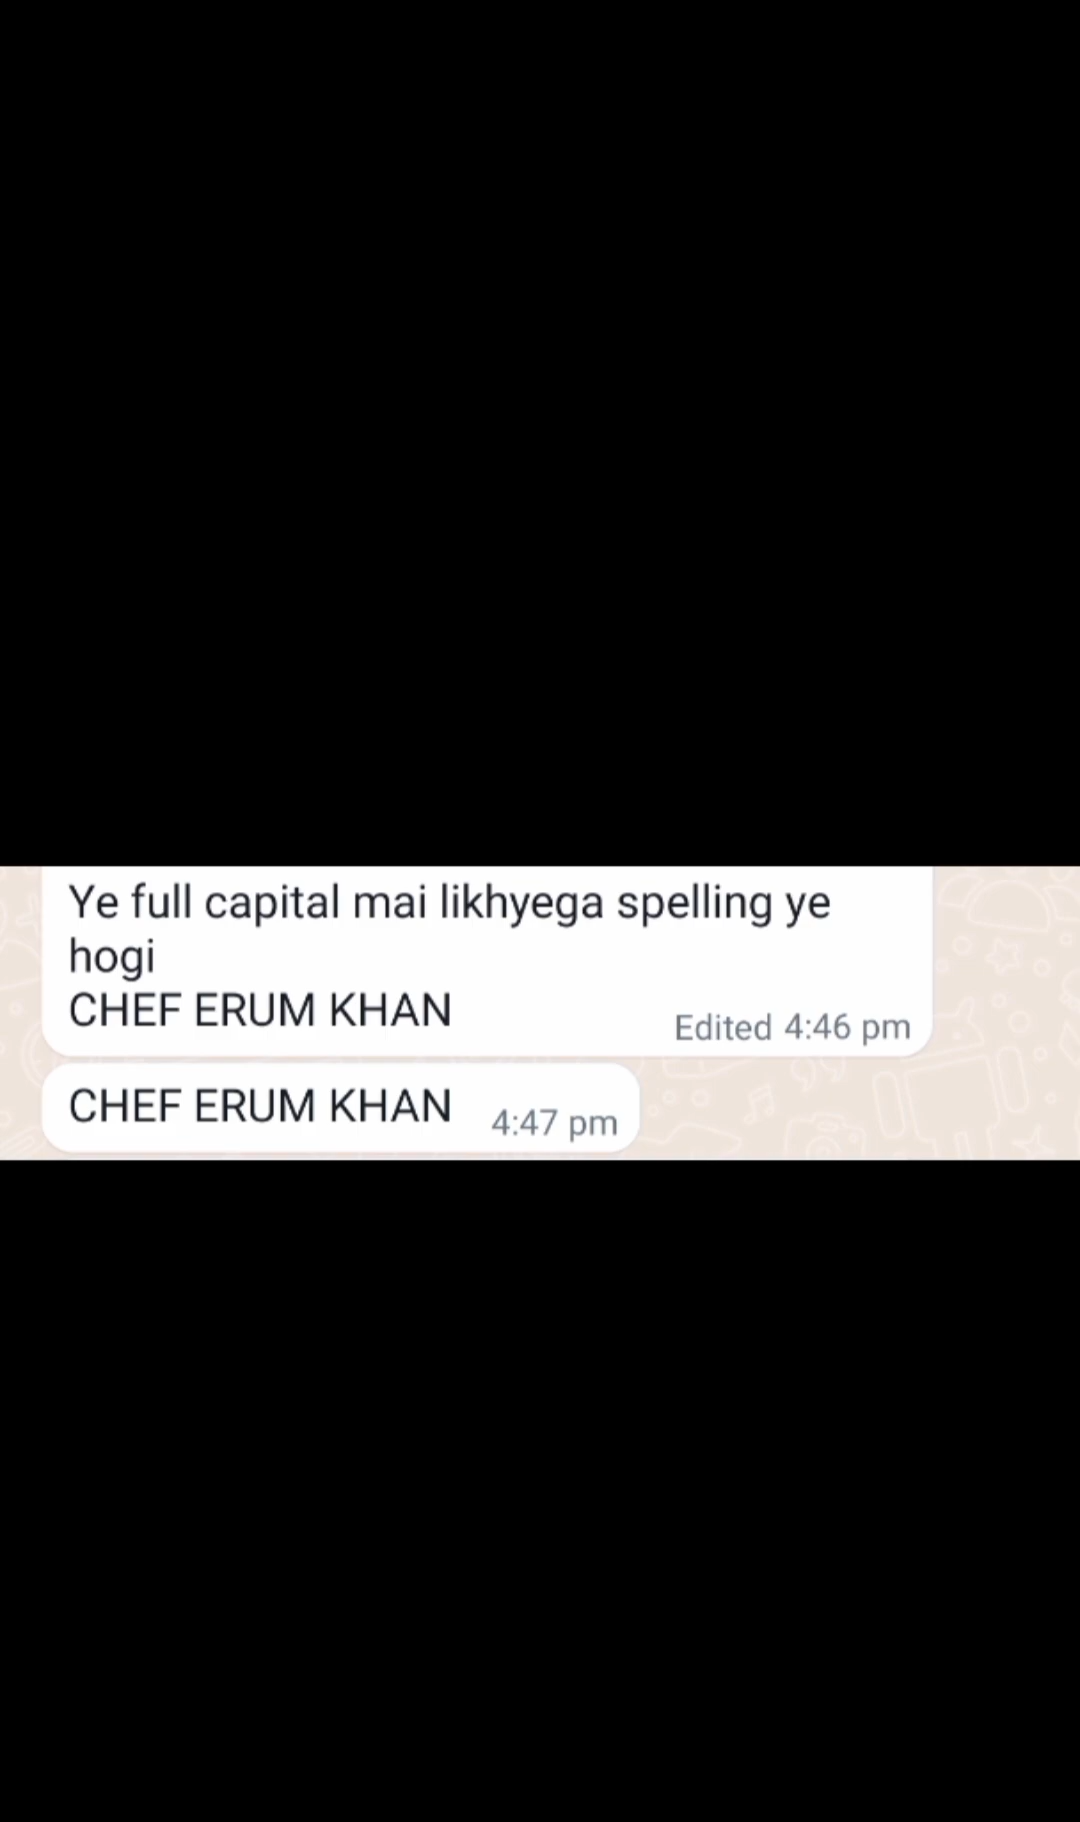 Ye full capital mai likhyega spelling ye
hogi
CHEF ERUM KHAN
Edited 4:46 pm
CHEF ERUM KHAN
4:47 pm